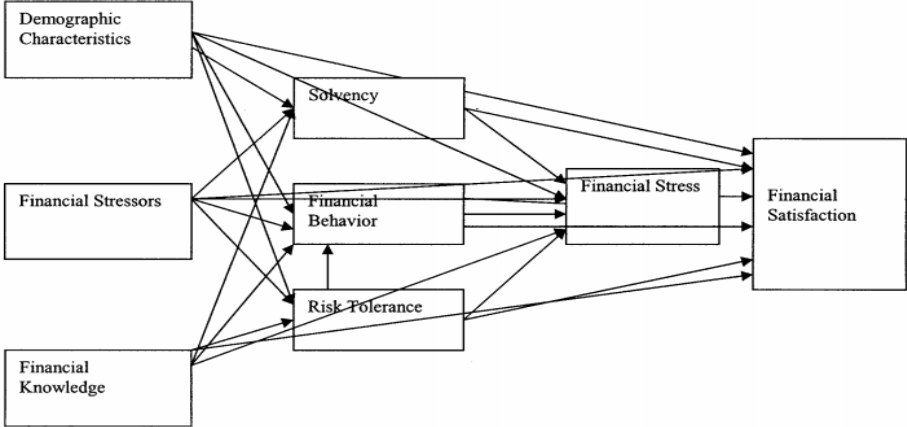 Demographic
Characteristics
Solvency
Financial Stressors
Financial
Behavior
Financial Stress
Financial
Satisfaction
Risk Tolerance
Financial
Knowledge